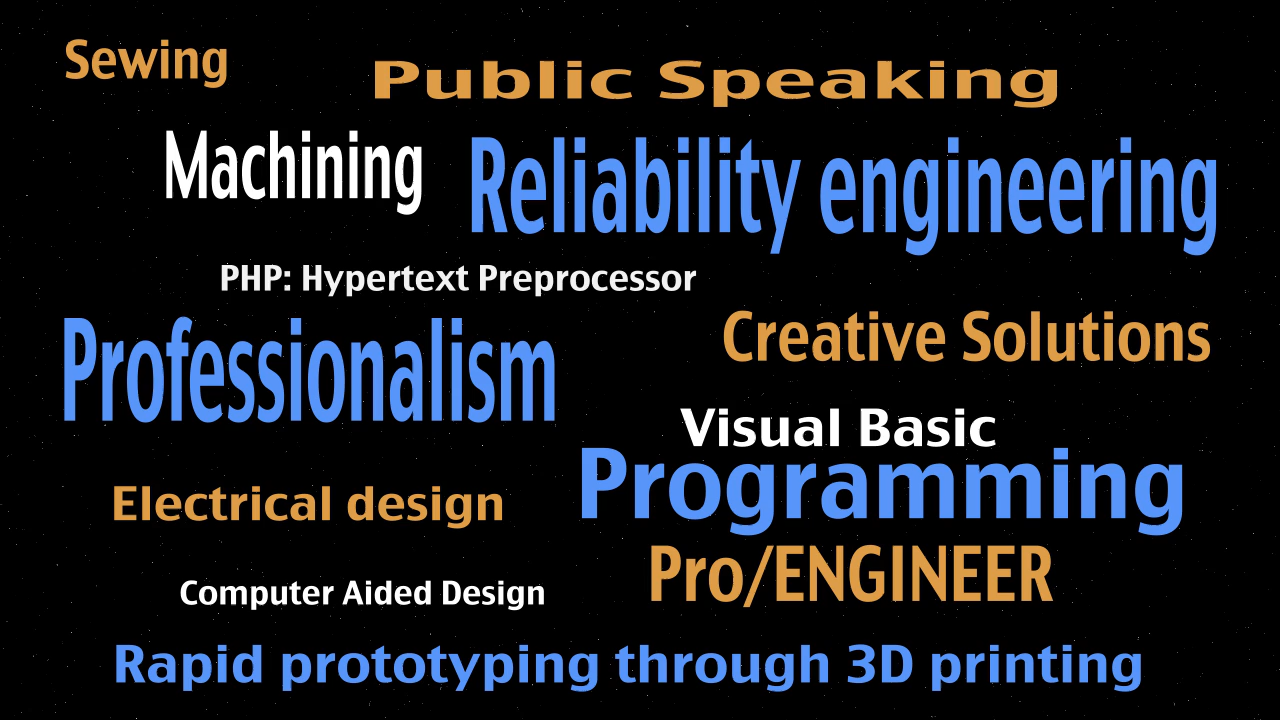 Sewing
Public Speaking
Machining
Reliability engineering
PHP: Hypertext Preprocessor
Creative Solutions
Professionalism
Visual Basic
Programming
Electrical design
Pro/ENGINEER
Computer Aided Design
Rapid prototyping through 3D printing